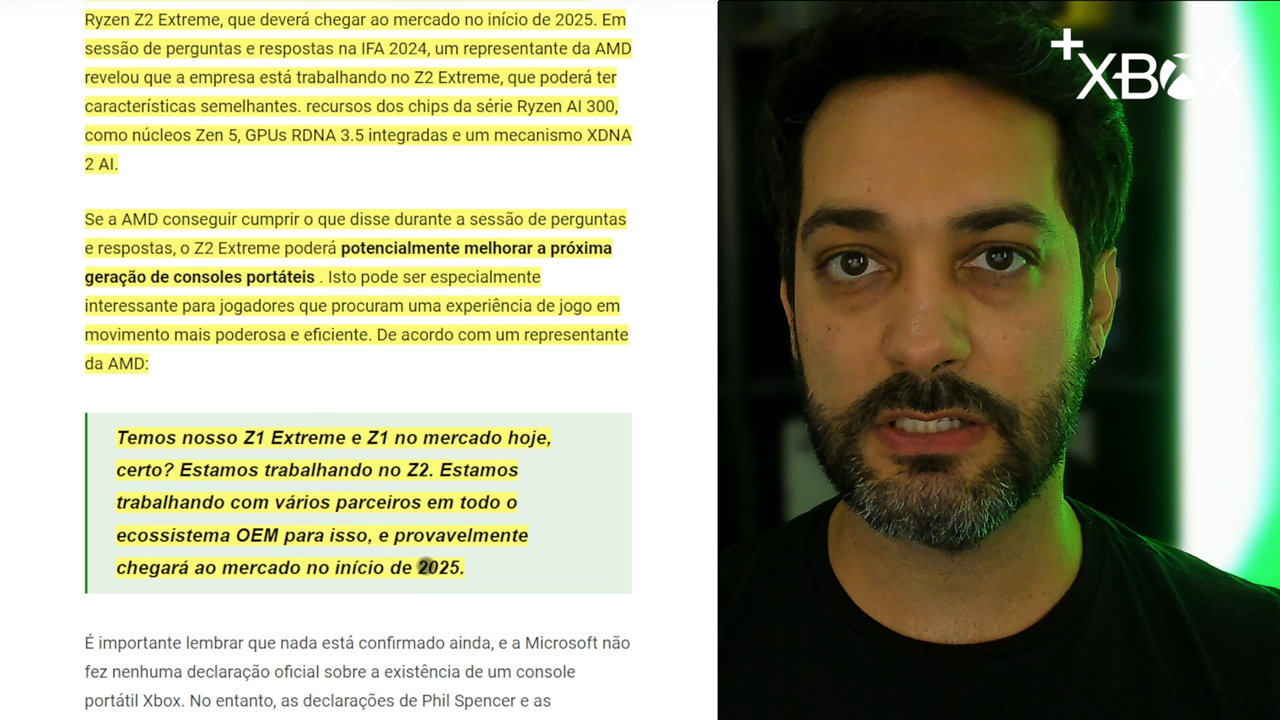 Ryzen Z2 Extreme, que deverá chegar ao mercado no início de 2025. Em
sessão de perguntas e respostas na IFA 2024, um representante da AMD
revelou que a empresa está trabalhando no Z2 Extreme, que poderá ter
características semelhantes. recursos dos chips da série Ryzen AI 300,
como núcleos Zen 5, GPUs RDNA 3.5 integradas e um mecanismo XDNA
2 AI.
Se a AMD conseguir cumprir o que disse durante a sessão de perguntas
e respostas, o Z2 Extreme poderá potencialmente melhorar a próxima
geração de consoles portáteis . Isto pode ser especialmente
interessante para jogadores que procuram uma experiência de jogo em
movimento mais poderosa e eficiente. De acordo com um representante
da AMD:
Temos nosso Z1 Extreme e Z1 no mercado hoje,
certo? Estamos trabalhando no Z2. Estamos
trabalhando com vários parceiros em todo o
ecossistema OEM para isso, e provavelmente
chegará ao mercado no início de 2025.
É importante lembrar que nada está confirmado ainda, e a Microsoft não
fez nenhuma declaração oficial sobre a existência de um console
portátil Xbox. No entanto, as declarações de Phil Spencer e as
+XBOX